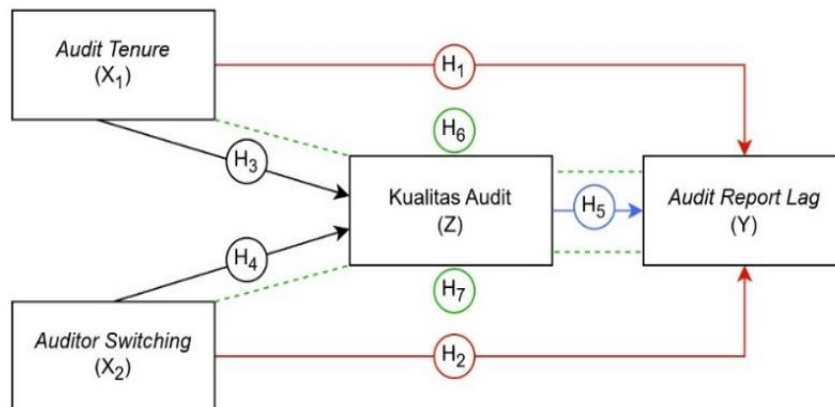 Audit Tenure
(X₁)
H₁
H₆
H₃
Kualitas Audit
(Z)
H₅
Audit Report Lag
(Y)
H₄
H₇
Auditor Switching
(X₂)
H₂